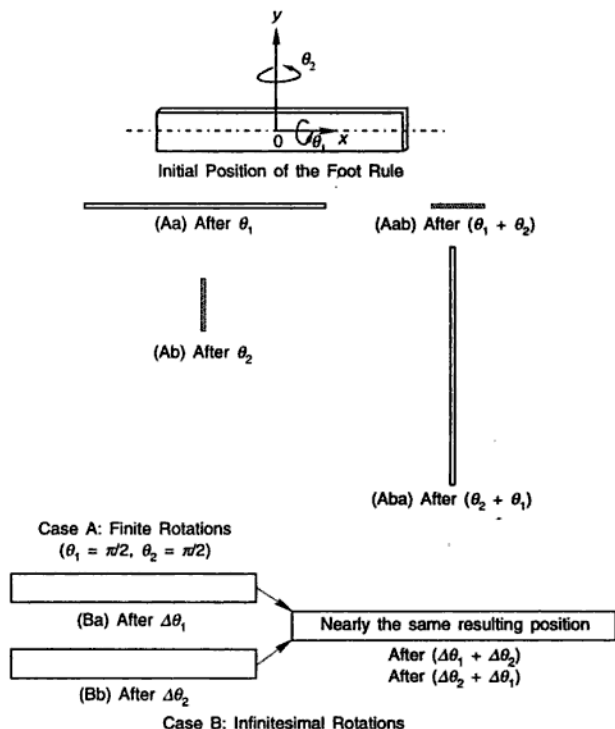 y
θ₂
0 θ₁ x
Initial Position of the Foot Rule
(Aa) After θ₁
(Aab) After (θ₁ + θ₂)
(Ab) After θ₂
(Aba) After (θ₂ + θ₁)
Case A: Finite Rotations
(θ₁ = π/2, θ₂ = π/2)
(Ba) After Δθ₁
Nearly the same resulting position
After (Δθ₁ + Δθ₂)
After (Δθ₂ + Δθ₁)
(Bb) After Δθ₂
Case B: Infinitesimal Rotations